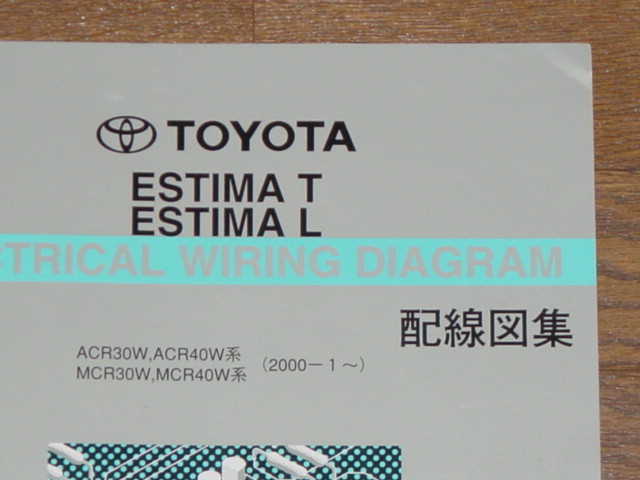 TOYOTA
ESTIMA T
ESTIMA L
CTRICAL WIRING DIAGRAM
配線図集
ACR30W,ACR40W系
MCR30W,MCR40W系
(2000－1～)